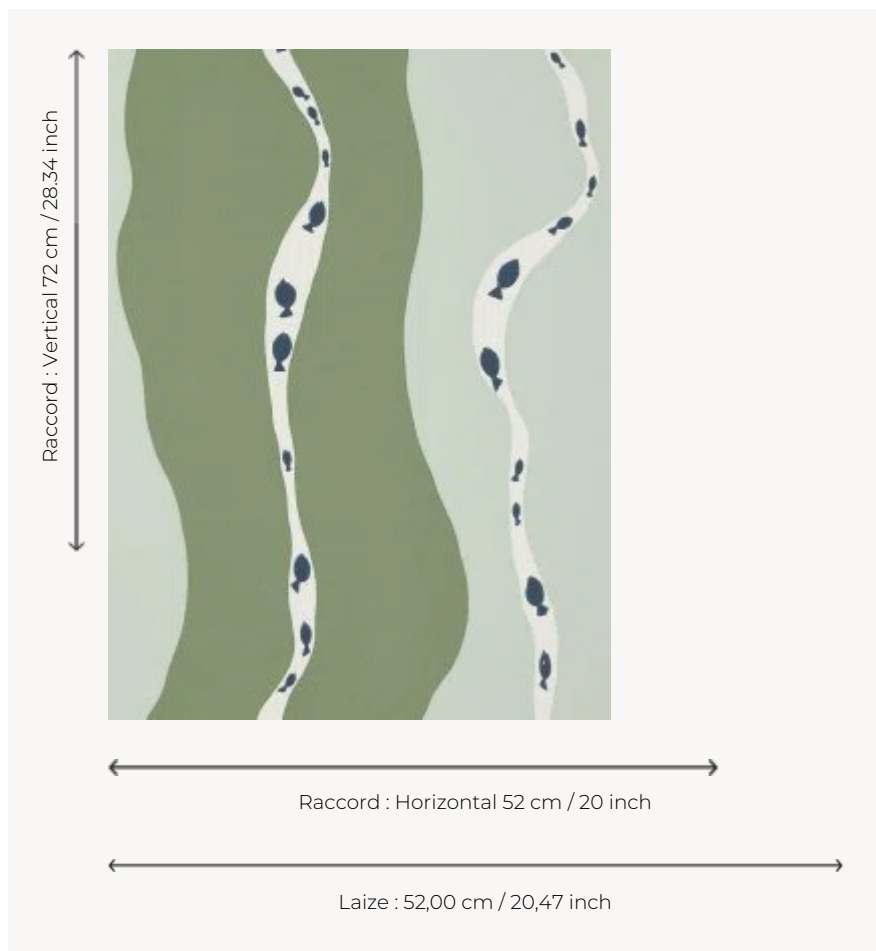 Raccord : Vertical 72 cm / 28.34 inch
Raccord : Horizontal 52 cm / 20 inch
Laize : 52,00 cm / 20,47 inch